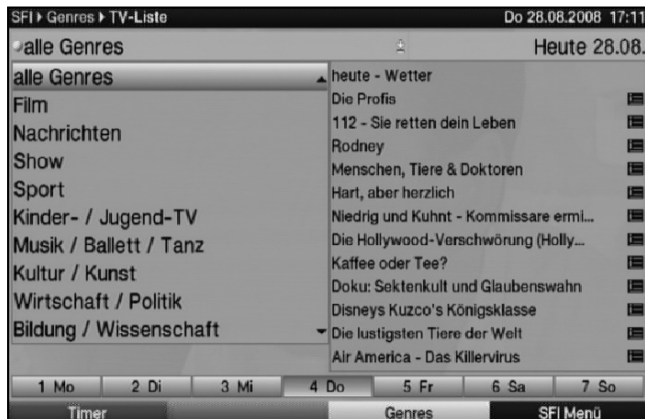 SFI ▸ Genres ▸ TV-Liste Do 28.08.2008 17:11
alle Genres Heute 28.08.
alle Genres
Film
Nachrichten
Show
Sport
Kinder- / Jugend-TV
Musik / Ballett / Tanz
Kultur / Kunst
Wirtschaft / Politik
Bildung / Wissenschaft
heute - Wetter
Die Profis
112 - Sie retten dein Leben
Rodney
Menschen, Tiere & Doktoren
Hart, aber herzlich
Niedrig und Kuhnt - Kommissare ermi...
Die Hollywood-Verschwörung (Holly...
Kaffee oder Tee?
Doku: Sektenkult und Glaubenswahn
Disneys Kuzco's Königsklasse
Die lustigsten Tiere der Welt
Air America - Das Killervirus
1 Mo 2 Di 3 Mi 4 Do 5 Fr 6 Sa 7 So
Timer Genres SFI Menü